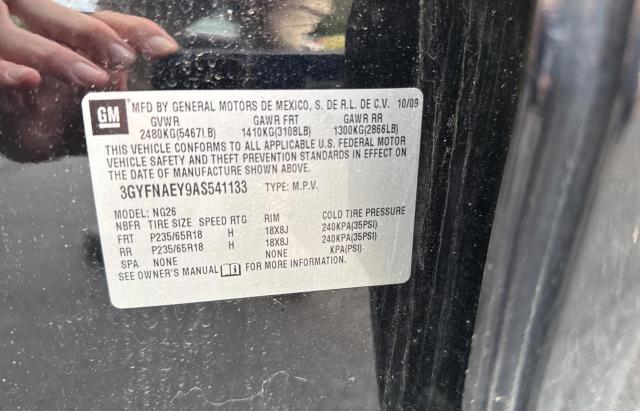 GM
MFD BY GENERAL MOTORS DE MEXICO, S. DE R.L. DE C.V. 10/09
GVWR GAWR FRT GAWR RR
2480KG(5467LB) 1410KG(3108LB) 1300KG(2866LB)
THIS VEHICLE CONFORMS TO ALL APPLICABLE U.S. FEDERAL MOTOR
VEHICLE SAFETY AND THEFT PREVENTION STANDARDS IN EFFECT ON
THE DATE OF MANUFACTURE SHOWN ABOVE.
3GYFNAEY9AS541133 TYPE: M.P.V.
MODEL: NG26
NBFR TIRE SIZE SPEED RTG RIM COLD TIRE PRESSURE
FRT P235/65R18 H 18X8J 240KPA(35PSI)
RR P235/65R18 H 18X8J 240KPA(35PSI)
SPA NONE NONE KPA(PSI)
SEE OWNER'S MANUAL FOR MORE INFORMATION.